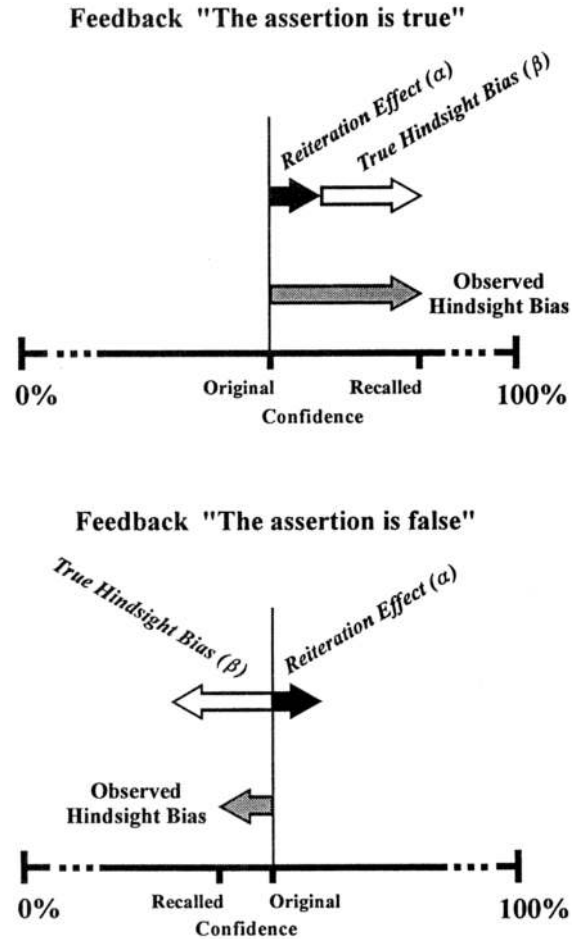 Feedback "The assertion is true"
Reiteration Effect (α)
True Hindsight Bias (β)
Observed
Hindsight Bias
0%
Original
Recalled
100%
Confidence
Feedback "The assertion is false"
True Hindsight Bias (β)
Reiteration Effect (α)
Observed
Hindsight Bias
0%
Recalled
Original
100%
Confidence